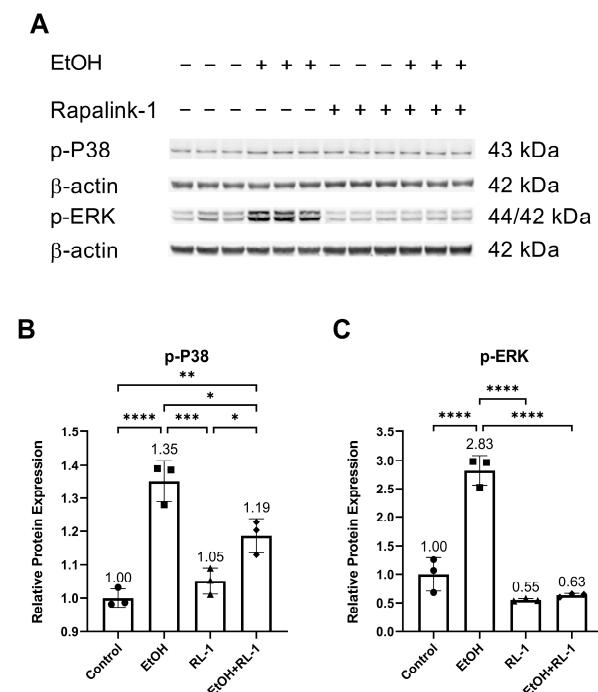 A
EtOH − − − + + + − − − + + +
Rapalink-1 − − − − − − + + + + + +
p-P38 43 kDa
β-actin 42 kDa
p-ERK 44/42 kDa
β-actin 42 kDa
B
p-P38
**
*
**** *** *
1.5
1.4
1.3
1.2
1.1
1.0
0.9
Relative Protein Expression
1.00
1.35
1.05
1.19
Control
EtOH
RL-1
EtOH+RL-1
C
p-ERK
****
**** ****
3.5
3.0
2.5
2.0
1.5
1.0
0.5
0.0
Relative Protein Expression
1.00
2.83
0.55
0.63
Control
EtOH
RL-1
EtOH+RL-1